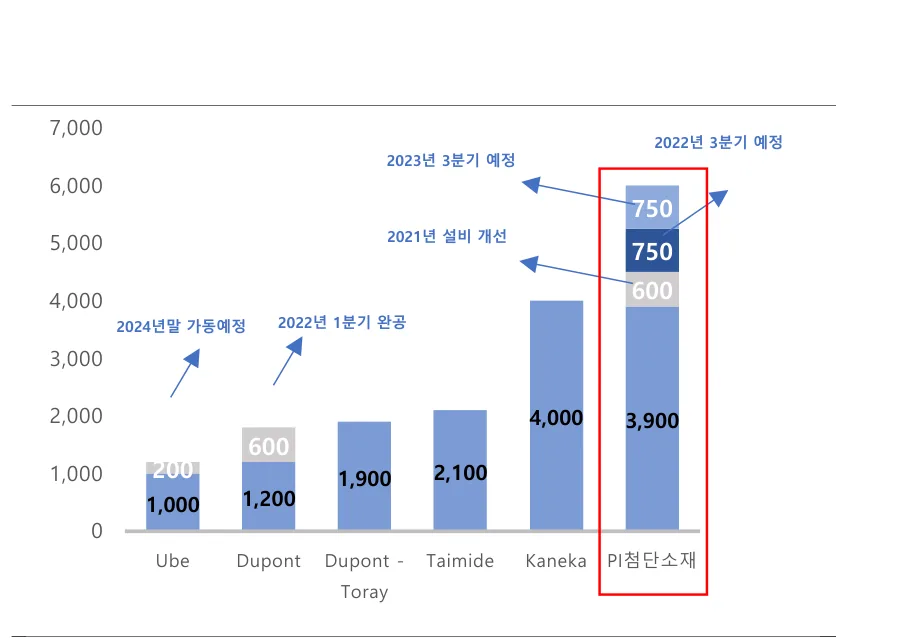 7,000
6,000
5,000
4,000
3,000
2,000
1,000
0
2022년 3분기 예정
2023년 3분기 예정
2021년 설비 개선
2024년말 가동예정
2022년 1분기 완공
200
1,000
600
1,200
1,900
2,100
4,000
750
750
600
3,900
Ube
Dupont
Dupont -
Toray
Taimide
Kaneka
PI첨단소재